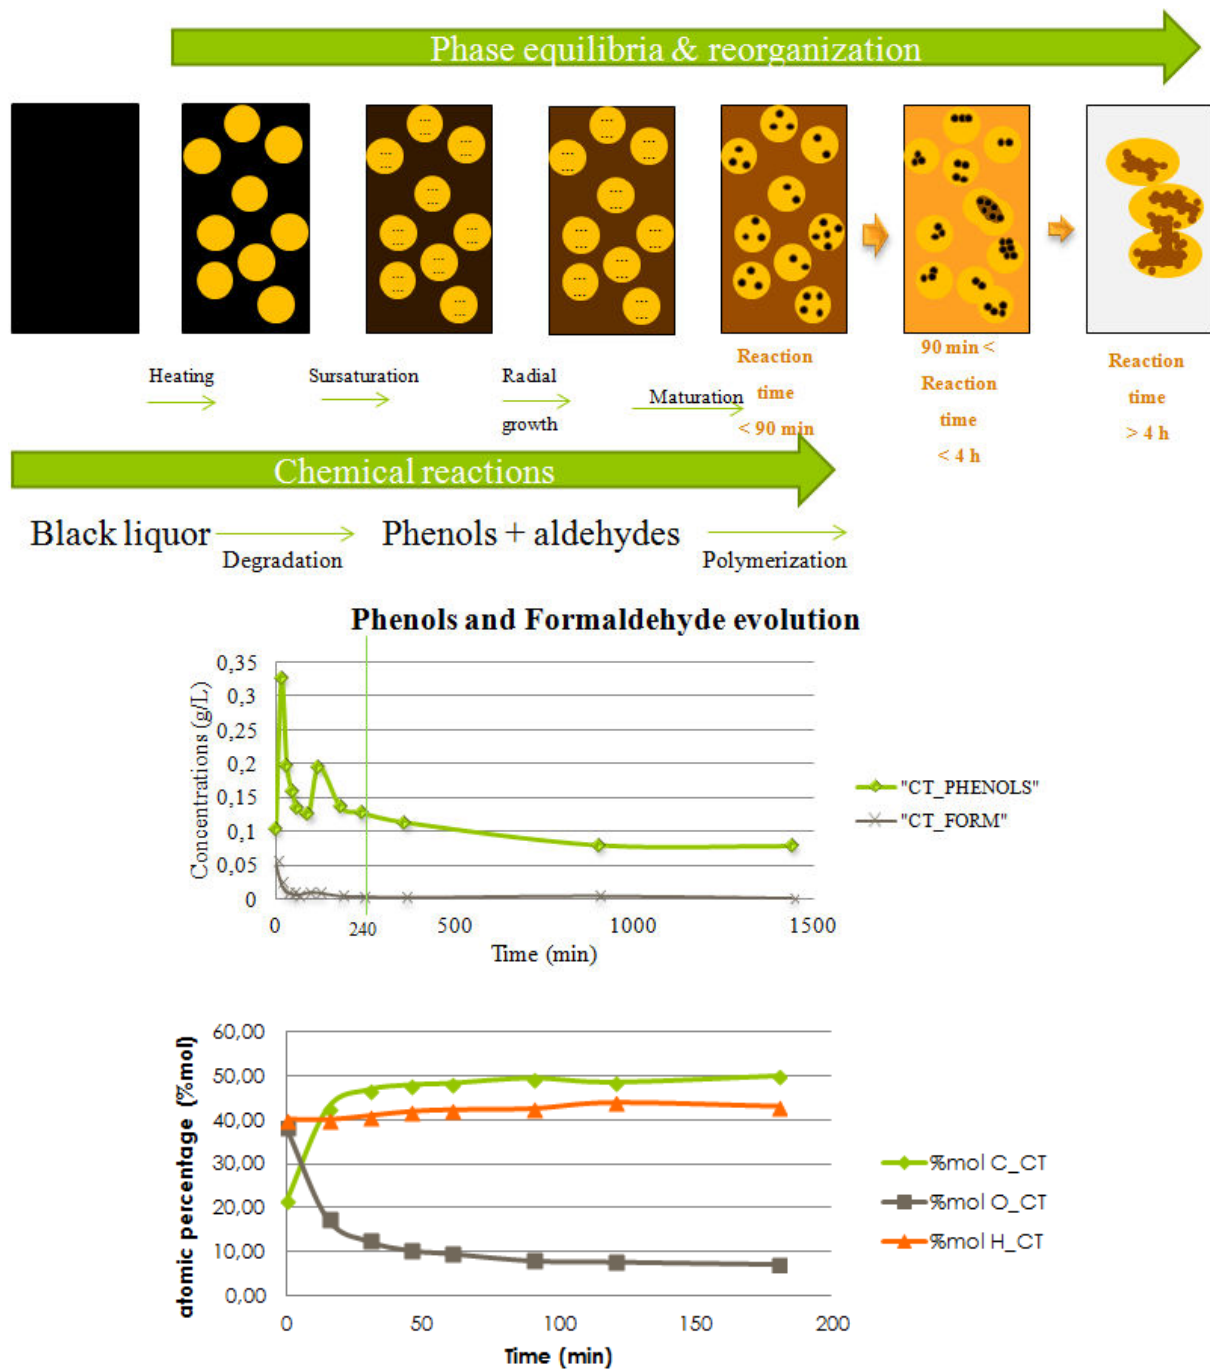 Phase equilibria & reorganization
Heating
Sursaturation
Radial
growth
Maturation
Reaction
time
< 90 min
90 min <
Reaction
time
< 4 h
Reaction
time
> 4 h
Chemical reactions
Black liquor
Degradation
Phenols + aldehydes
Polymerization
Phenols and Formaldehyde evolution
Concentrations (g/L)
0,35
0,3
0,25
0,2
0,15
0,1
0,05
0
0
240
500
1000
1500
Time (min)
"CT_PHENOLS"
"CT_FORM"
atomic percentage (%mol)
60,00
50,00
40,00
30,00
20,00
10,00
0,00
0
50
100
150
200
Time (min)
%mol C_CT
%mol O_CT
%mol H_CT